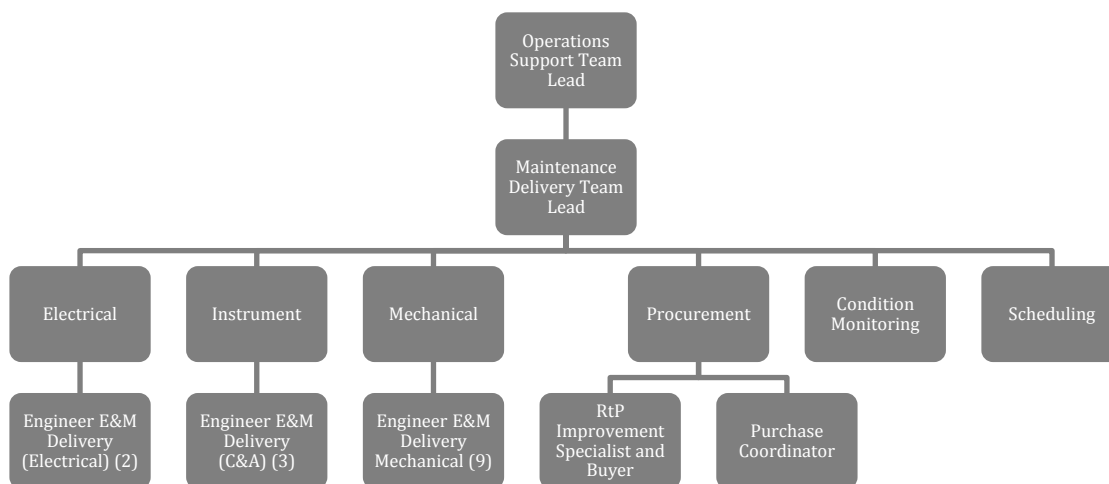 Operations
Support Team
Lead
Maintenance
Delivery Team
Lead
Electrical
Instrument
Mechanical
Procurement
Condition
Monitoring
Scheduling
Engineer E&M
Delivery
(Electrical) (2)
Engineer E&M
Delivery
(C&A) (3)
Engineer E&M
Delivery
Mechanical (9)
RtP
Improvement
Specialist and
Buyer
Purchase
Coordinator